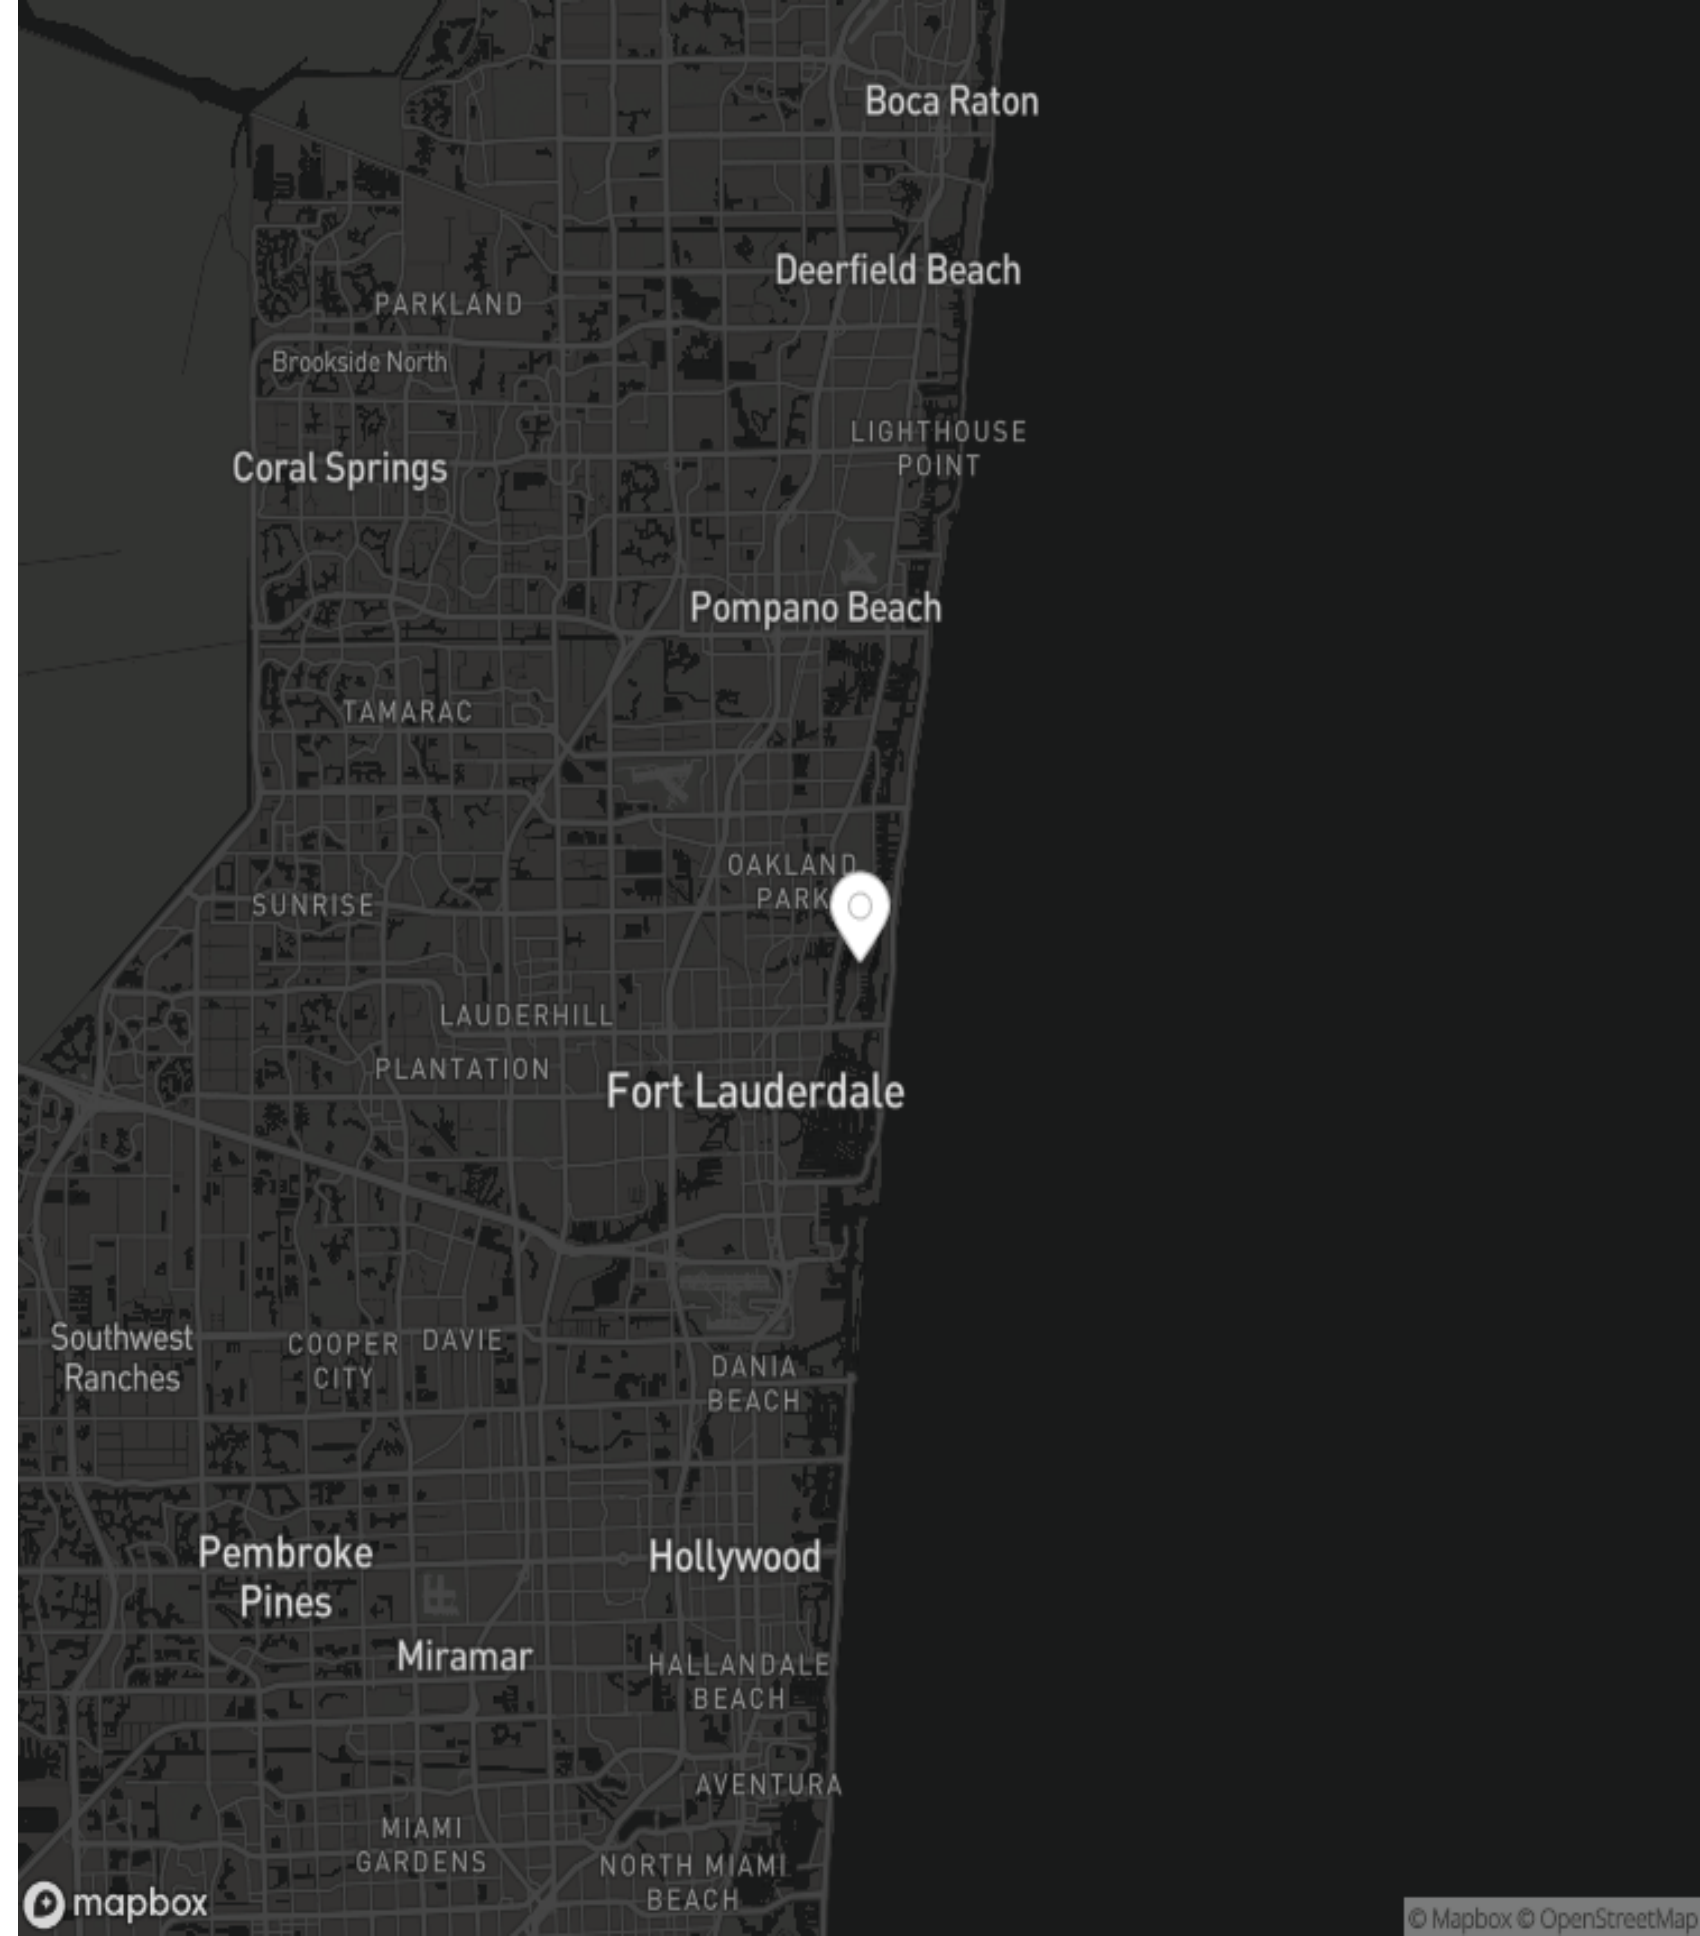 Boca Raton
Deerfield Beach
PARKLAND
Brookside North
LIGHTHOUSE
POINT
Coral Springs
Pompano Beach
TAMARAC
OAKLAND
PARK
SUNRISE
LAUDERHILL
PLANTATION
Fort Lauderdale
Southwest
Ranches
COOPER
CITY
DAVIE
DANIA
BEACH
Pembroke
Pines
Hollywood
Miramar
HALLANDALE
BEACH
AVENTURA
MIAMI
GARDENS
NORTH MIAMI
BEACH
mapbox
© Mapbox © OpenStreetMap